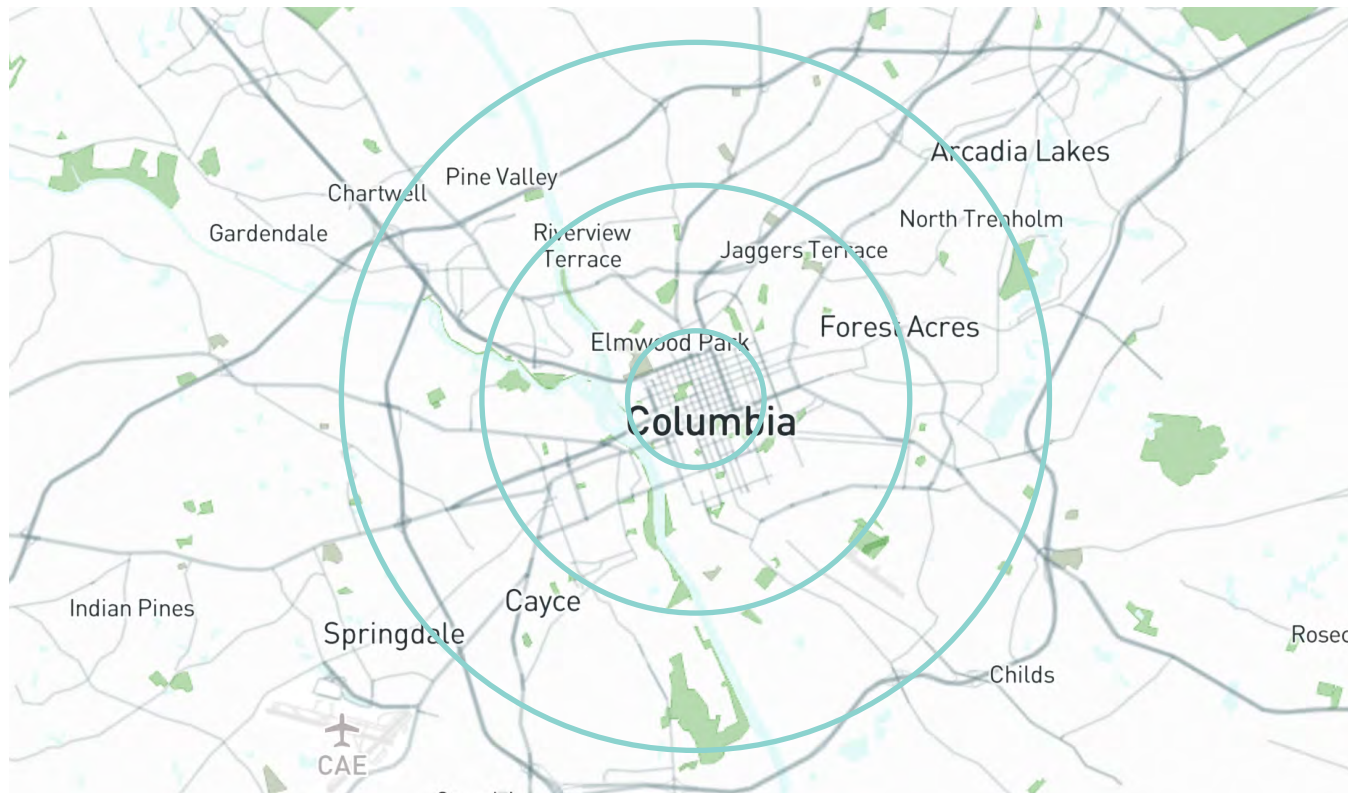 Arcadia Lakes
Pine Valley
Chartwell
North Trenholm
Gardendale
Riverview
Terrace
Jaggers Terrace
Forest Acres
Elmwood Park
Columbia
Cayce
Indian Pines
Springdale
Childs
CAE